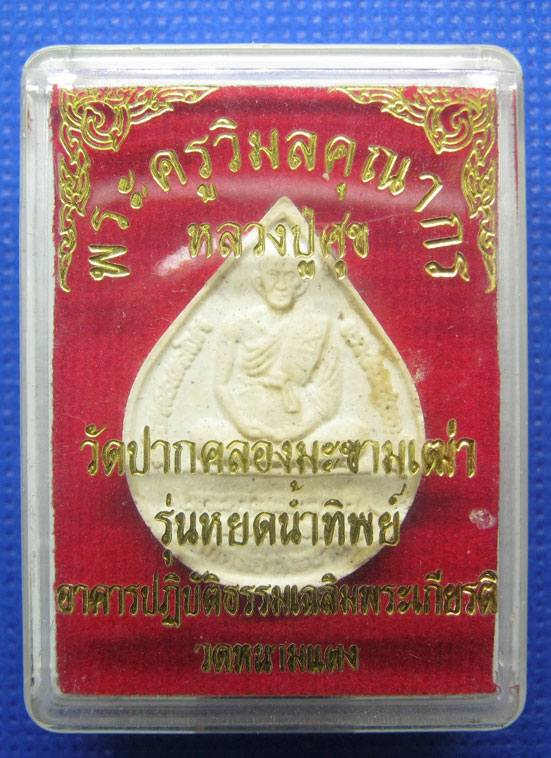 พระครูวิมลคุณากร
หลวงปู่ศุข
วัดปากคลองมะขามเฒ่า
รุ่นหยดน้ำทิพย์
อาคารปฏิบัติธรรมเฉลิมพระเกียรติ
วัดหนามแดง